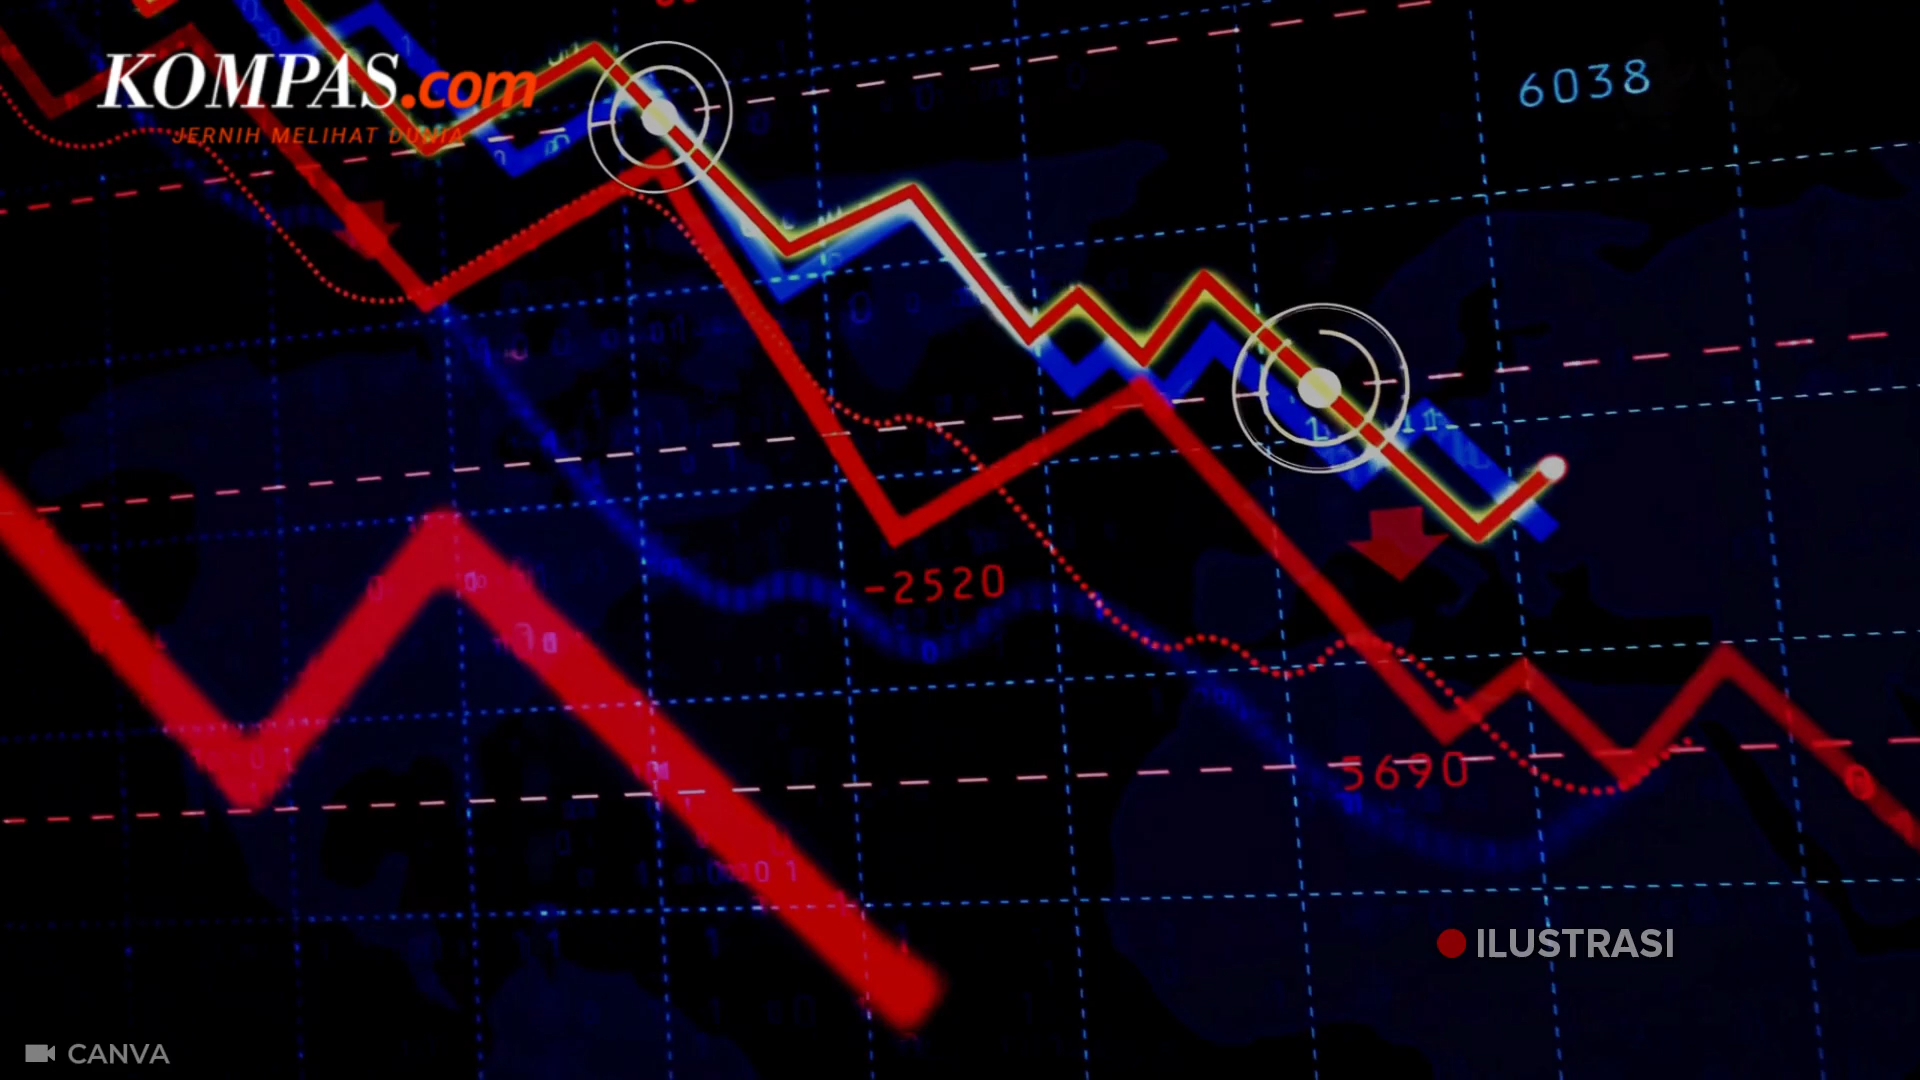 KOMPAS.com
JERNIH MELIHAT DUNIA
6038
-2520
5690
ILUSTRASI
CANVA